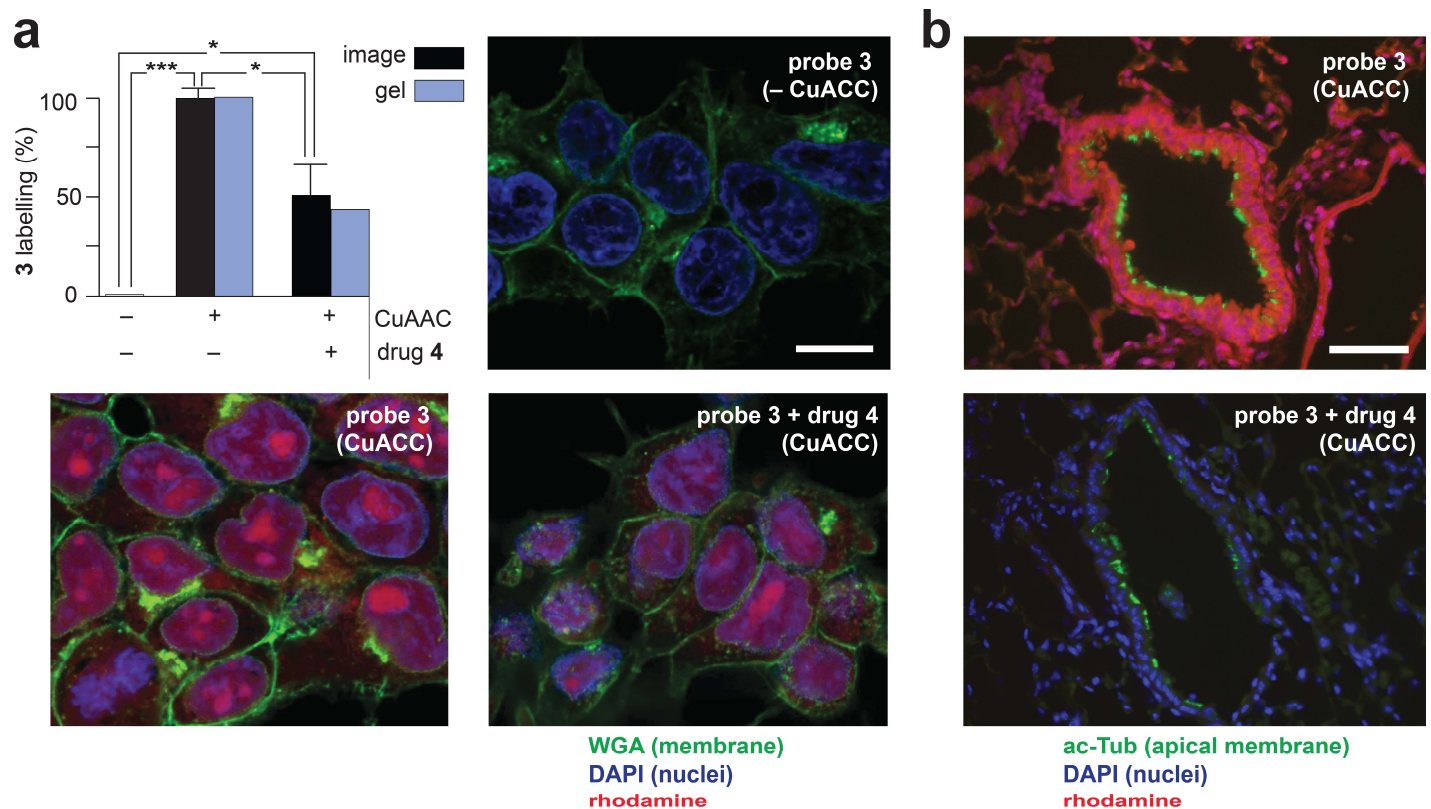 a
*
***
*
image
gel
100
50
0
3 labelling (%)
– + + CuAAC
– – + drug 4
probe 3
(– CuACC)
probe 3
(CuACC)
probe 3 + drug 4
(CuACC)
WGA (membrane)
DAPI (nuclei)
rhodamine
b
probe 3
(CuACC)
probe 3 + drug 4
(CuACC)
ac-Tub (apical membrane)
DAPI (nuclei)
rhodamine